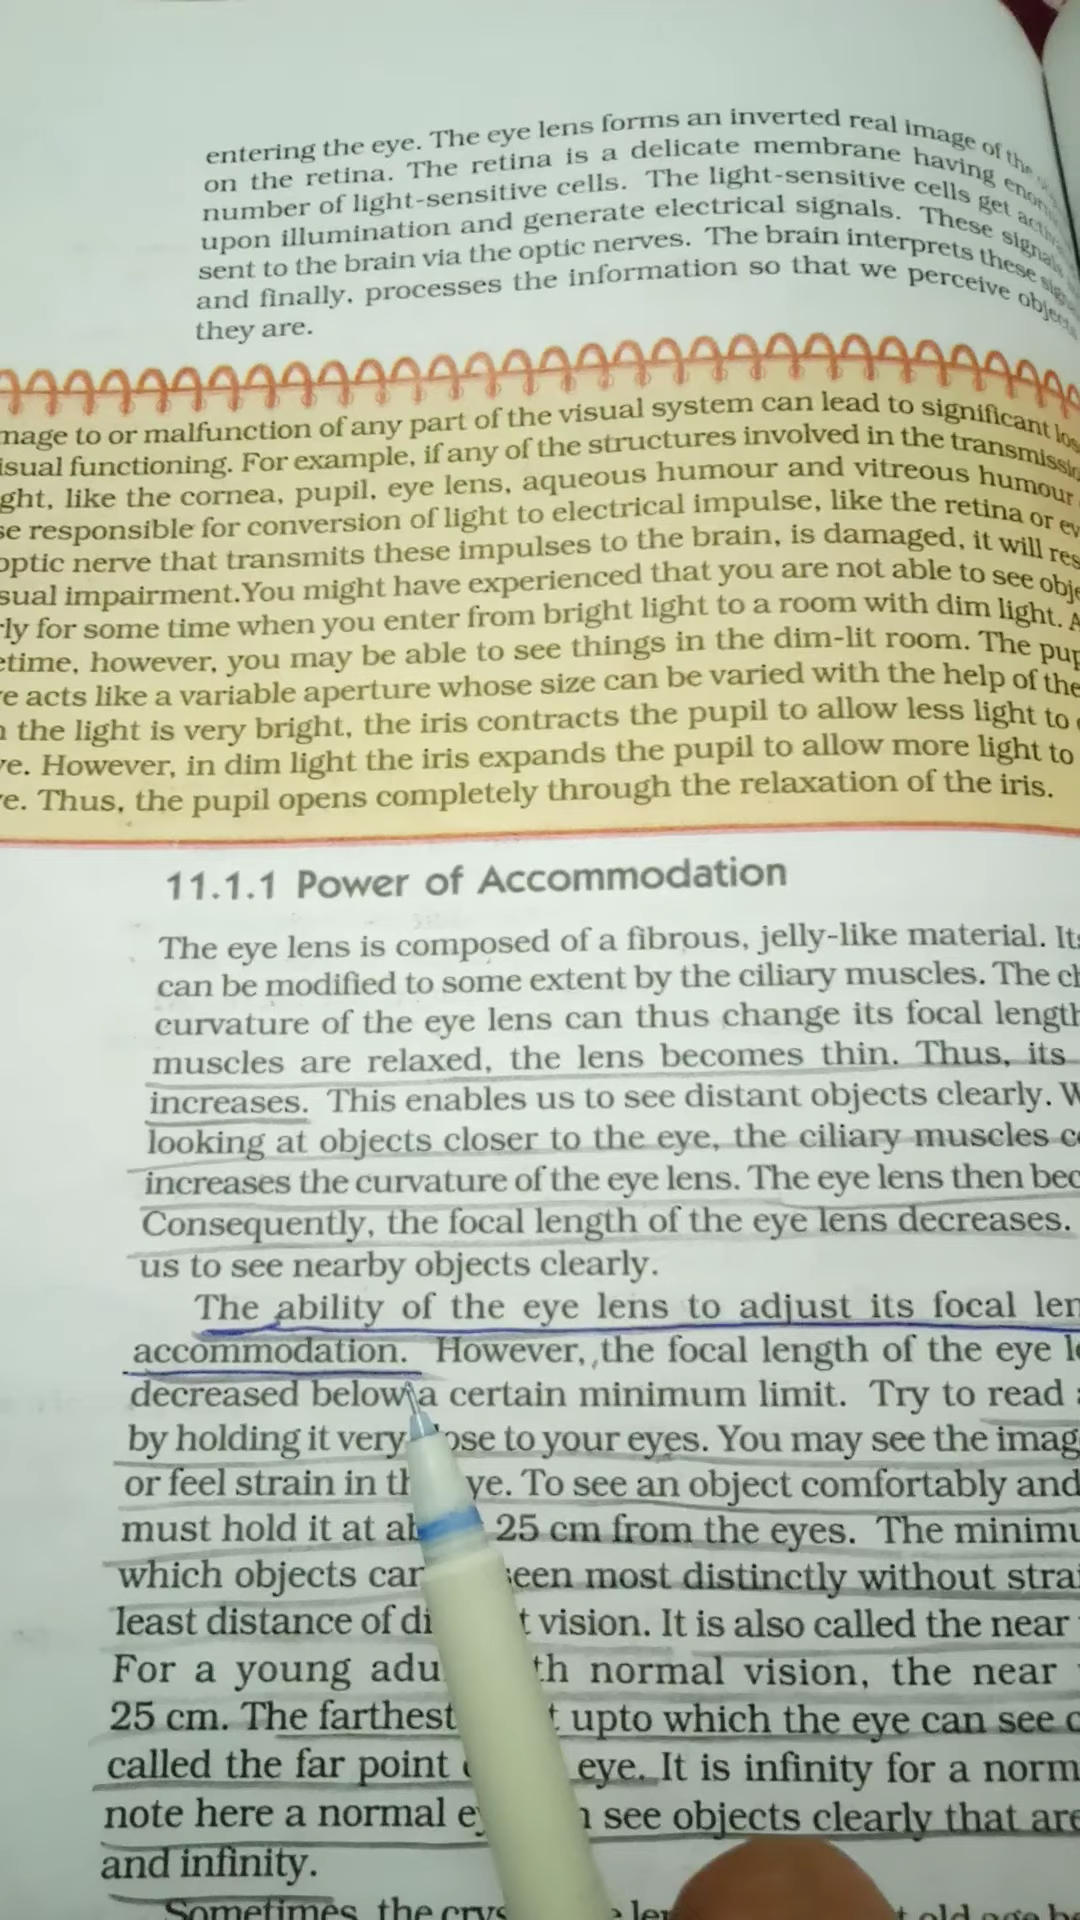 entering the eye. The eye lens forms an inverted real image of the
on the retina. The retina is a delicate membrane having
number of light-sensitive cells. The light-sensitive cells get
upon illumination and generate electrical signals. These signals
sent to the brain via the optic nerves. The brain interprets these
and finally, processes the information so that we perceive objects
they are.
to or malfunction of any part of the visual system can lead to significant
functioning. For example, if any of the structures involved in the
like the cornea, pupil, eye lens, aqueous humour and vitreous humour
responsible for conversion of light to electrical impulse, like the retina or
optic nerve that transmits these impulses to the brain, is damaged, it will
impairment.You might have experienced that you are not able to see
for some time when you enter from bright light to a room with dim light.
however, you may be able to see things in the dim-lit room. The
acts like a variable aperture whose size can be varied with the help of the
the light is very bright, the iris contracts the pupil to allow less light to
However, in dim light the iris expands the pupil to allow more light to
Thus, the pupil opens completely through the relaxation of the iris.
11.1.1 Power of Accommodation
The eye lens is composed of a fibrous, jelly-like material.
can be modified to some extent by the ciliary muscles. The
curvature of the eye lens can thus change its focal length
muscles are relaxed, the lens becomes thin. Thus, its
increases. This enables us to see distant objects clearly.
looking at objects closer to the eye, the ciliary muscles
increases the curvature of the eye lens. The eye lens then
Consequently, the focal length of the eye lens decreases.
us to see nearby objects clearly.
The ability of the eye lens to adjust its focal
accommodation. However, the focal length of the eye
decreased below a certain minimum limit. Try to read
by holding it very to your eyes. You may see the
or feel strain in To see an object comfortably and
must hold it at 25 cm from the eyes. The
which objects seen most distinctly without
least distance of vision. It is also called the near
For a young normal vision, the near
25 cm. The farthest upto which the eye can see
called the far point eye. It is infinity for a
note here a normal see objects clearly that are
and infinity.
Sometimes, the